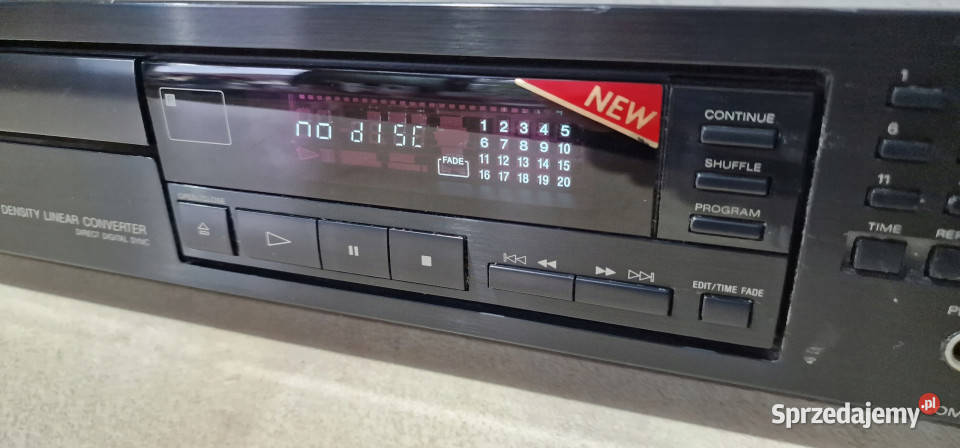 NEW
no dISC
FADE
1 2 3 4 5
6 7 8 9 10
11 12 13 14 15
16 17 18 19 20
CONTINUE
SHUFFLE
PROGRAM
1
6
11
TIME
DENSITY LINEAR CONVERTER
DIRECT DIGITAL SYNC
EDIT/TIME FADE
Sprzedajemy.pl